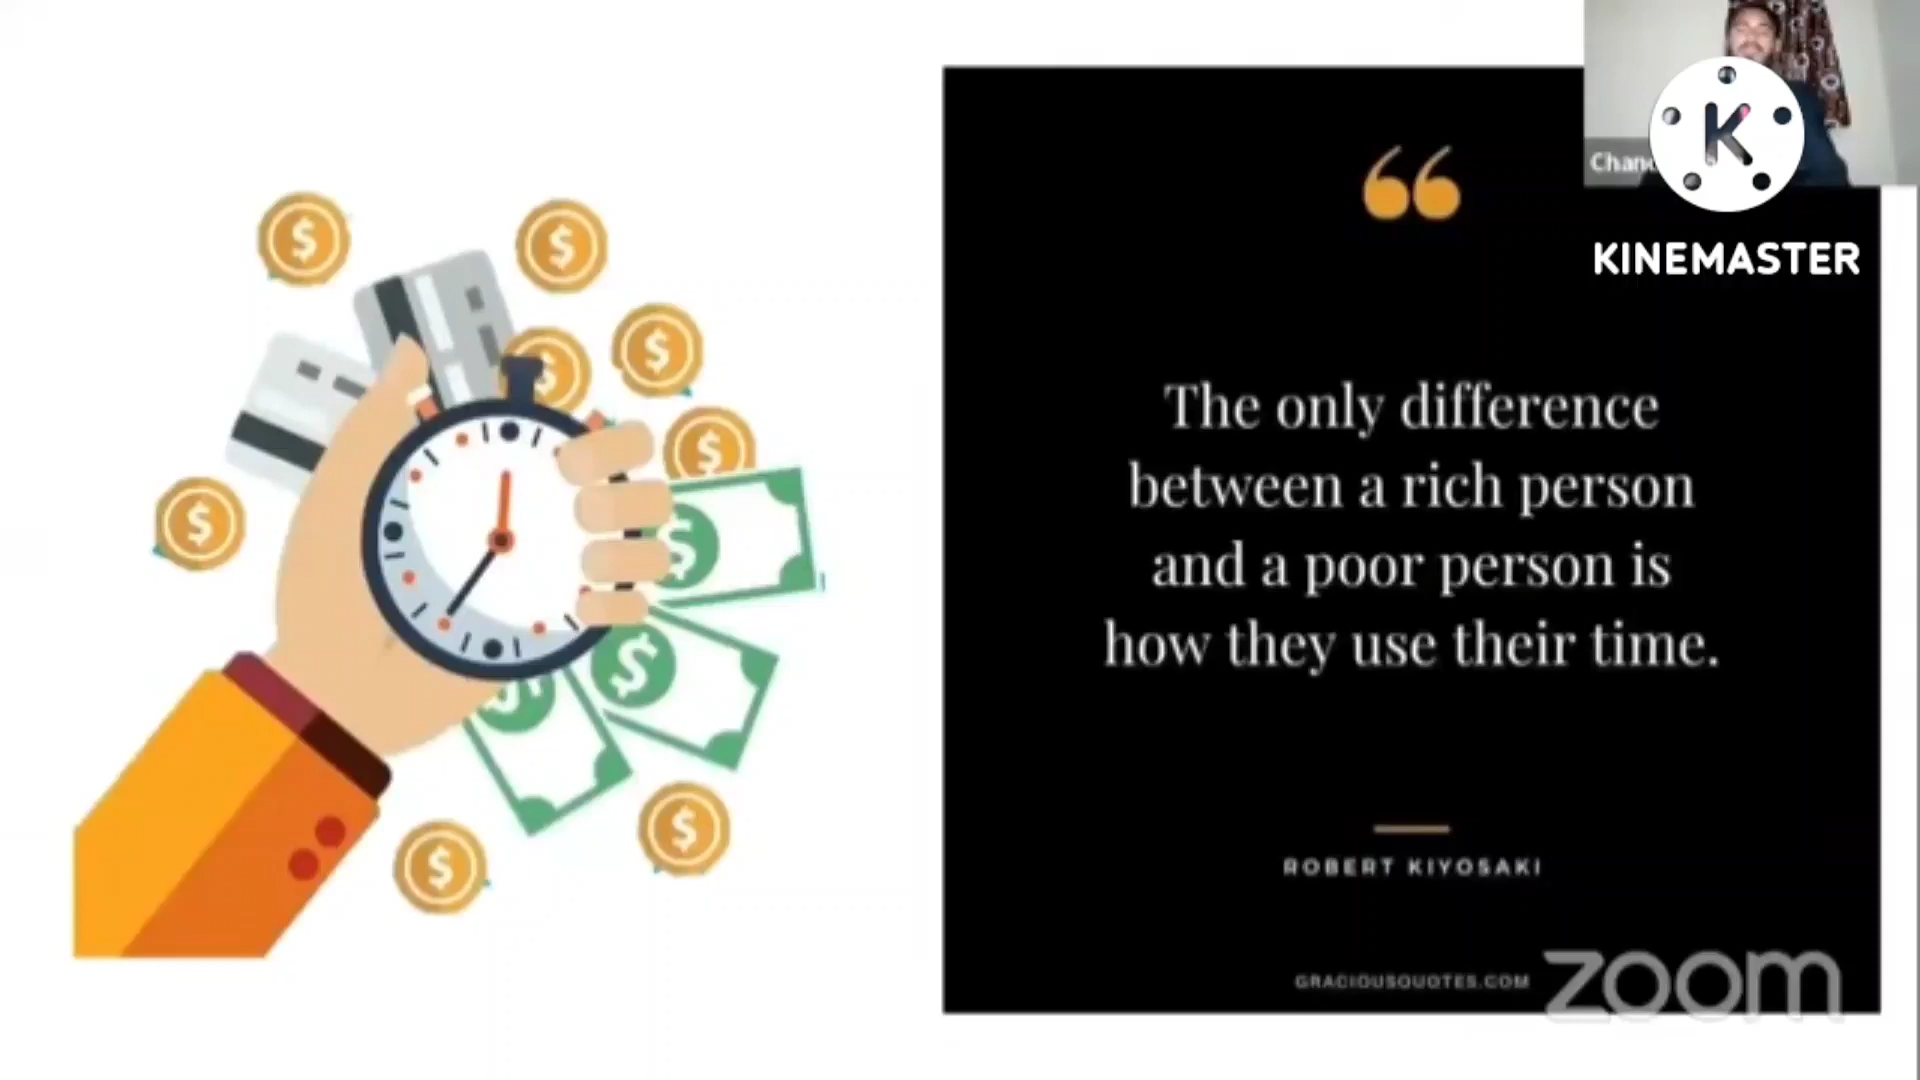 KINEMASTER
The only difference
between a rich person
and a poor person is
how they use their time.
ROBERT KIYOSAKI
GRACIOUSQUOTES.COM
zoom